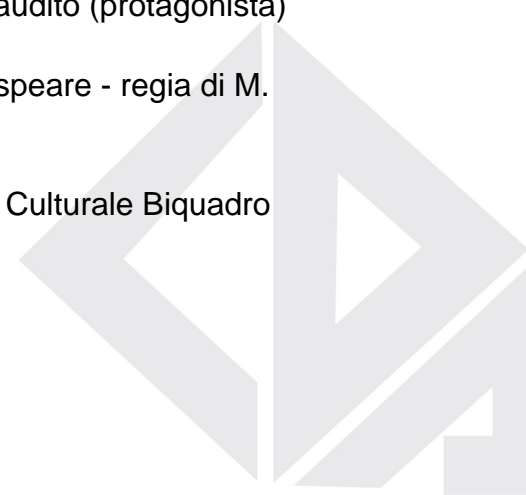 audito (protagonista)
speare - regia di M.
Culturale Biquadro